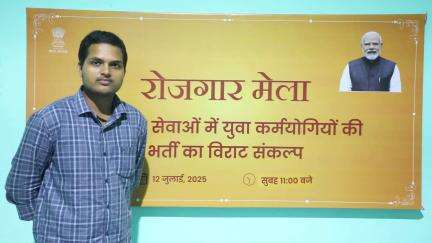 रोजगार मेला
सेवाओं में युवा कर्मयोगियों की
भर्ती का विराट संकल्प
12 जुलाई, 2025
सुबह 11:00 बजे